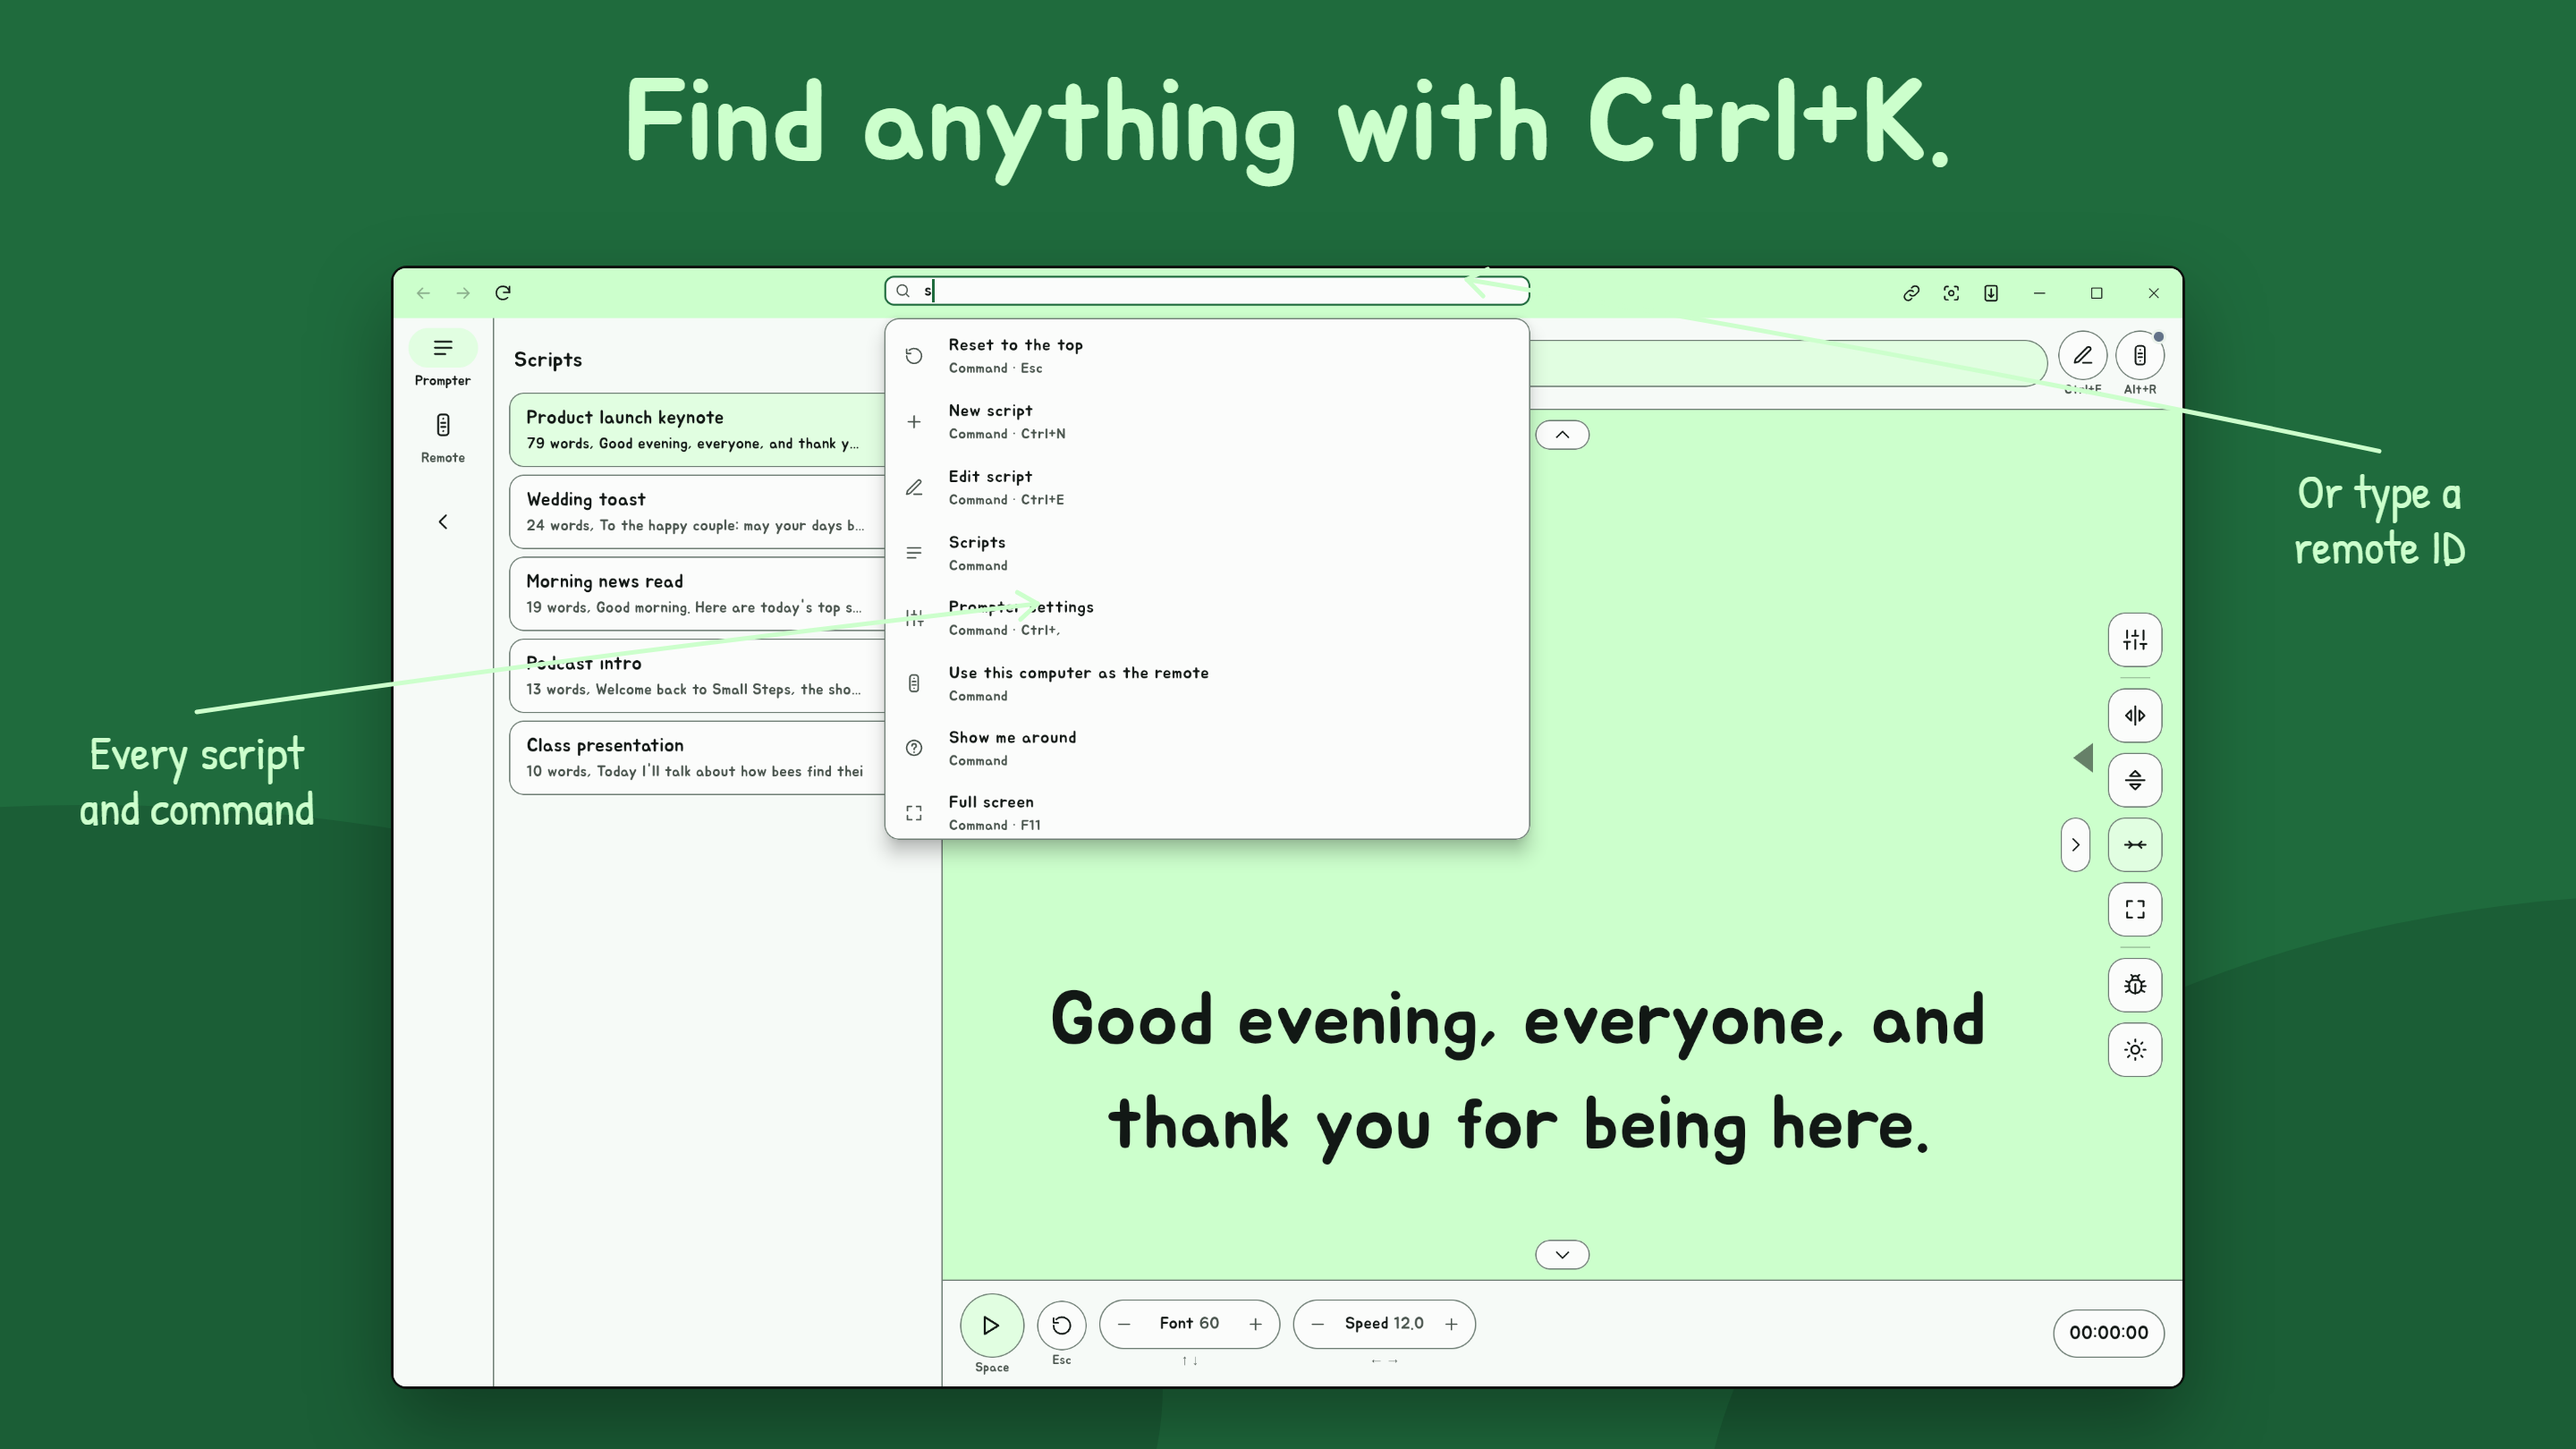 Find anything with Ctrl+K.
s
Prompter
Remote
Scripts
Product launch keynote
79 words, Good evening, everyone, and thank y...
Wedding toast
24 words, To the happy couple: may your days b...
Morning news read
19 words, Good morning. Here are today's top s...
Podcast intro
13 words, Welcome back to Small Steps, the sho...
Class presentation
10 words, Today I'll talk about how bees find thei
Reset to the top
Command · Esc
New script
Command · Ctrl+N
Edit script
Command · Ctrl+E
Scripts
Command
Prompter settings
Command · Ctrl+,
Use this computer as the remote
Command
Show me around
Command
Full screen
Command · F11
Ctrl+E
Alt+R
Or type a
remote ID
Every script
and command
Good evening, everyone, and
thank you for being here.
Space
Esc
Font 60
↑ ↓
Speed 12.0
← →
00:00:00